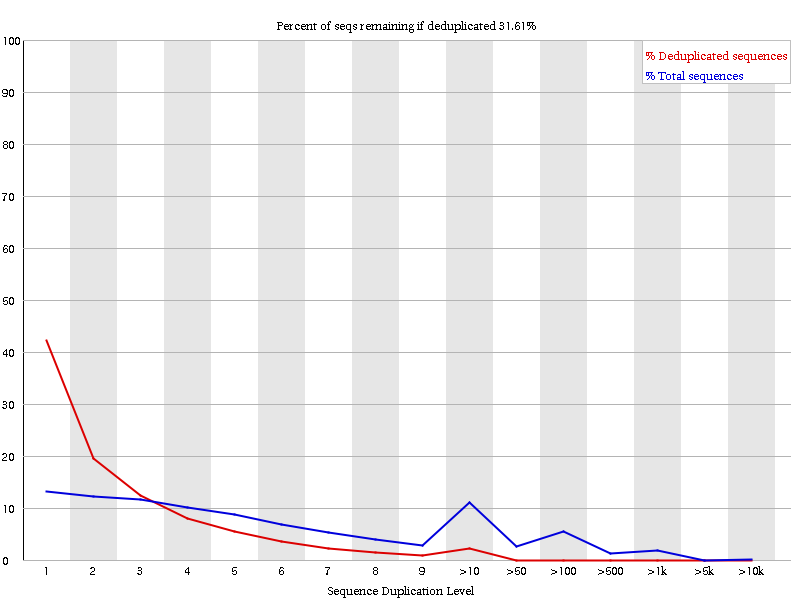 Percent of seqs remaining if deduplicated 31.61%
% Deduplicated sequences
% Total sequences
100
90
80
70
60
50
40
30
20
10
0
1 2 3 4 5 6 7 8 9 >10 >50 >100 >500 >1k >5k >10k
Sequence Duplication Level